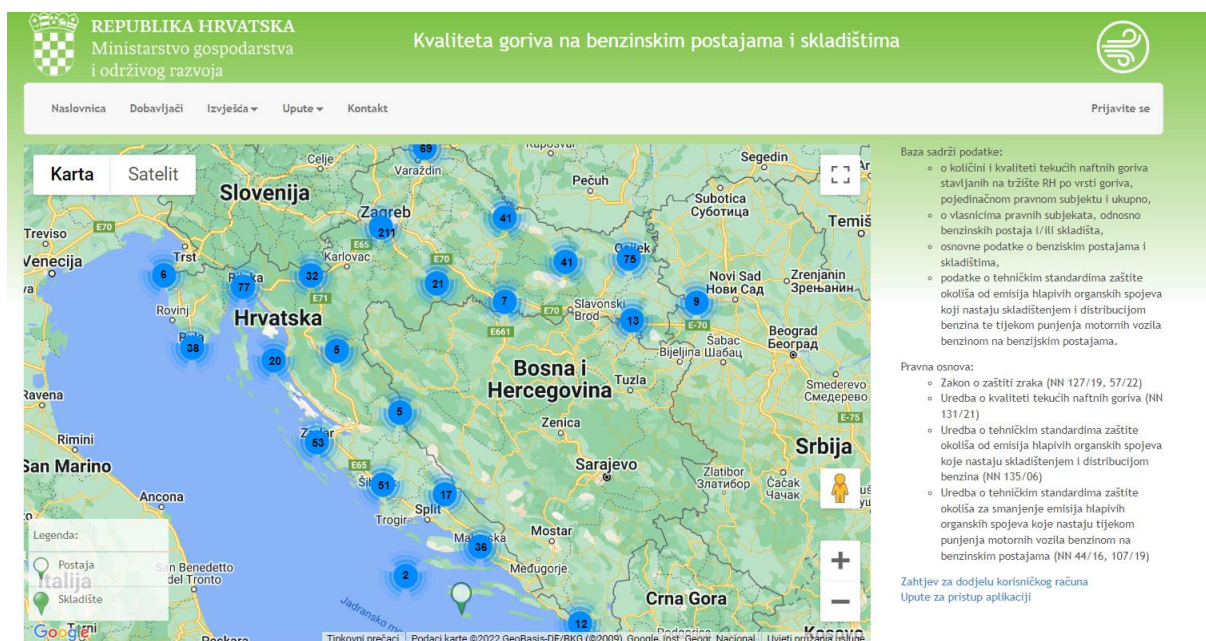 REPUBLIKA HRVATSKA
Ministarstvo gospodarstva
i održivog razvoja
Kvaliteta goriva na benzinskim postajama i skladištima
Naslovnica Dobavljači Izvješća Upute Kontakt Prijavite se
Karta Satelit
Celje
69
Varaždin
Segedin
Pečuh
Slovenija
Subotica
Суботица
Zagreb
211
41
Temiš
Treviso
E70
E65
Karlovac
Venecija
Trst
6
77
32
E70
21
41
75
Novi Sad
Нови Сад
Zrenjanin
Зрењанин
E71
7
Rovinj
Hrvatska
E70
Slavonski
Brod
13
9
E-70
E661
38
20
5
Šabac
Шабац
Beograd
Београд
Bijeljina
Bosna i
Hercegovina
Tuzla
Smederevo
Смедерево
5
Zenica
E-75
Rimini
53
Srbija
San Marino
E65
Sarajevo
Zlatibor
Златибор
Čačak
Чачак
51
17
Ancona
Split
Trogir
Mostar
36
Međugorje
2
Legenda:
Postaja
Skladište
San Benedetto
del Tronto
Italija
Crna Gora
Jadransko
12
Kosovo
Google
Pescara
Tipkovni prečaci Podaci karte ©2022 GeoBasis-DE/BKG (©2009), Google, Inst. Geogr. Nacional Uvjeti pružanja usluge
Baza sadrži podatke:
o količini i kvaliteti tekućih naftnih goriva
stavljanih na tržište RH po vrsti goriva,
pojedinačnom pravnom subjektu i ukupno,
o vlasnicima pravnih subjekata, odnosno
benzinskih postaja i/ili skladišta,
osnovne podatke o benziskim postajama i
skladištima,
podatke o tehničkim standardima zaštite
okoliša od emisija hlapivih organskih spojeva
koji nastaju skladištenjem i distribucijom
benzina te tijekom punjenja motornih vozila
benzinom na benzijskim postajama.
Pravna osnova:
Zakon o zaštiti zraka (NN 127/19, 57/22)
Uredba o kvaliteti tekućih naftnih goriva (NN
131/21)
Uredba o tehničkim standardima zaštite
okoliša od emisija hlapivih organskih spojeva
koje nastaju skladištenjem i distribucijom
benzina (NN 135/06)
Uredba o tehničkim standardima zaštite
okoliša za smanjenje emisija hlapivih
organskih spojeva koje nastaju tijekom
punjenja motornih vozila benzinom na
benzinskim postajama (NN 44/16, 107/19)
Zahtjev za dodjelu korisničkog računa
Upute za pristup aplikaciji